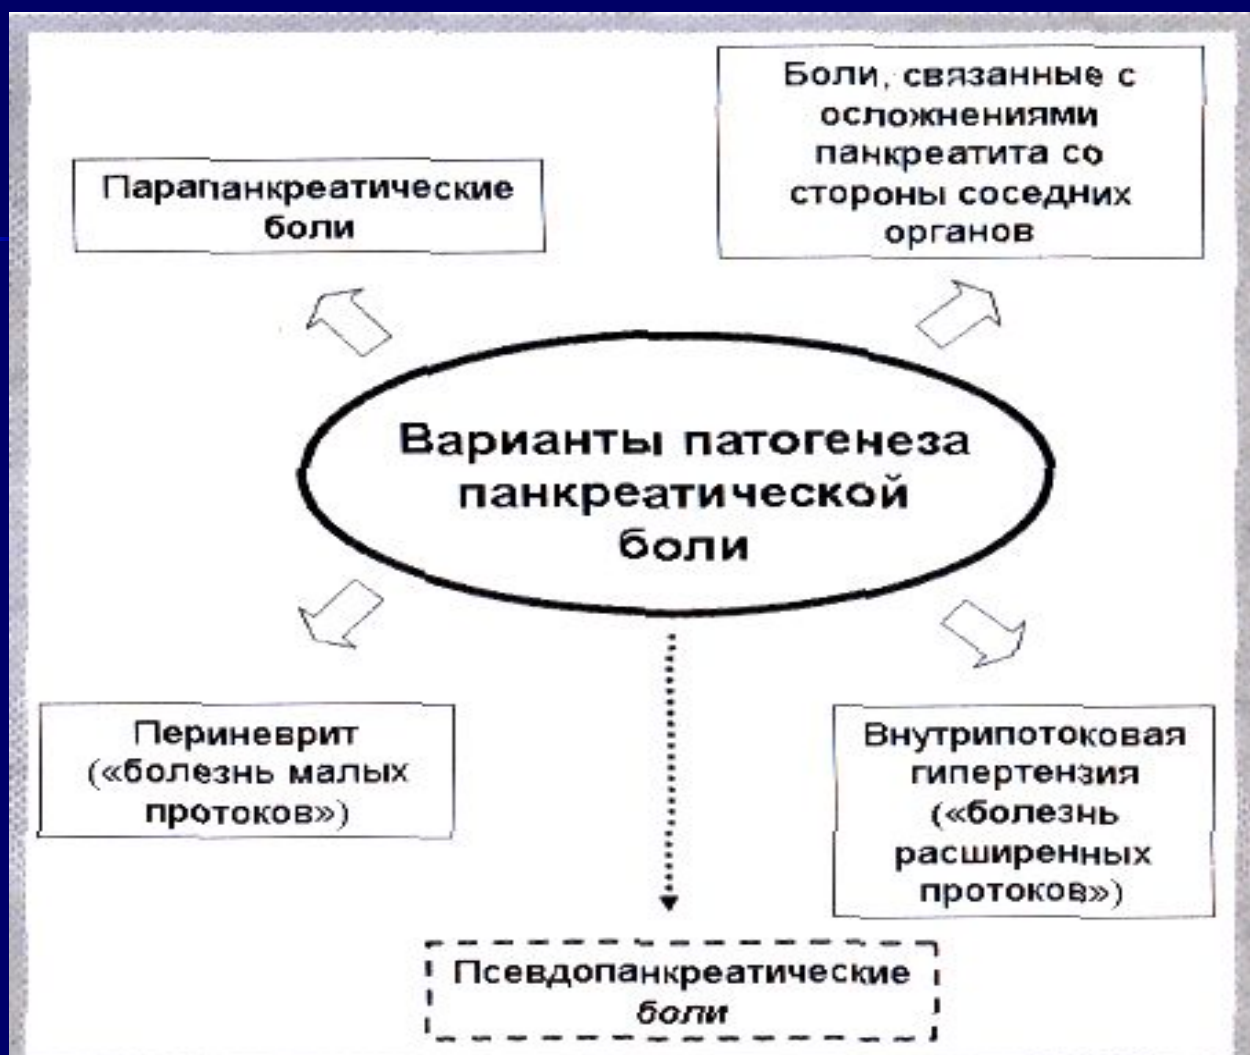 Парапанкреатические
боли
Боли, связанные с
осложнениями
панкреатита со
стороны соседних
органов
Варианты патогенеза
панкреатической
боли
Периневрит
(«болезнь малых
протоков»)
Внутрипотоковая
гипертензия
(«болезнь
расширенных
протоков»)
Псевдопанкреатические
боли